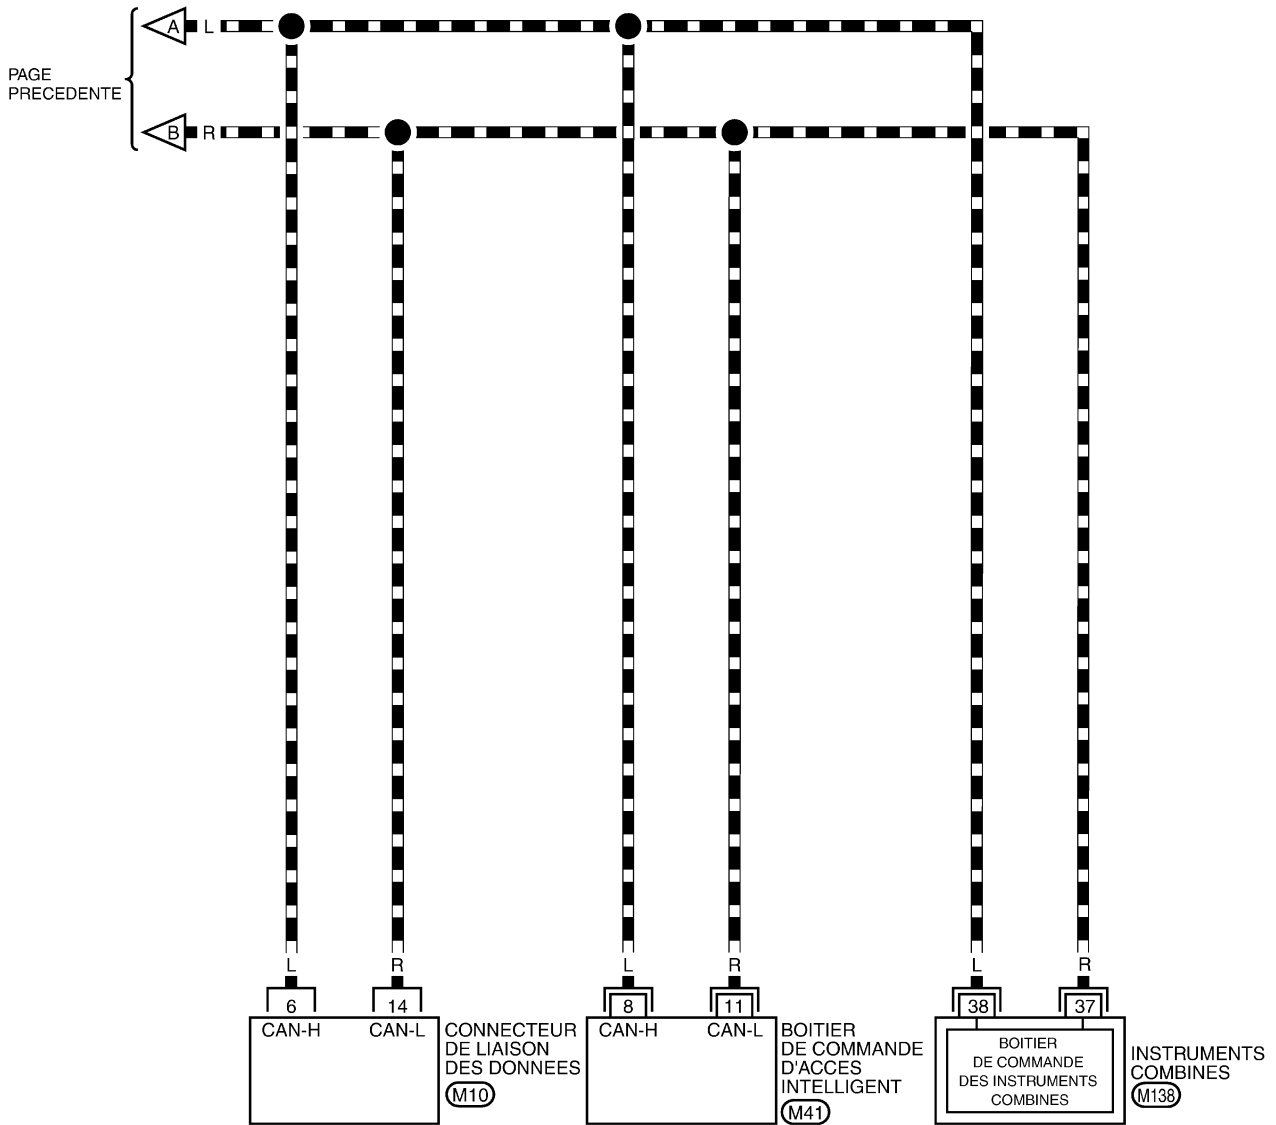 A L
PAGE
PRECEDENTE
B R
L R L R L R
6 14 8 11 38 37
CAN-H CAN-L
CONNECTEUR
DE LIAISON
DES DONNEES
M10
CAN-H CAN-L
BOITIER
DE COMMANDE
D'ACCES
INTELLIGENT
M41
BOITIER
DE COMMANDE
DES INSTRUMENTS
COMBINES
INSTRUMENTS
COMBINES
M138